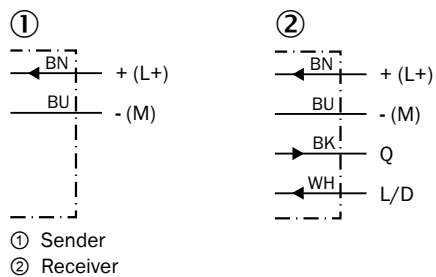 ① ②
BN + (L+) BN + (L+)
BU - (M) BU - (M)
BK Q
WH L/D
① Sender
② Receiver